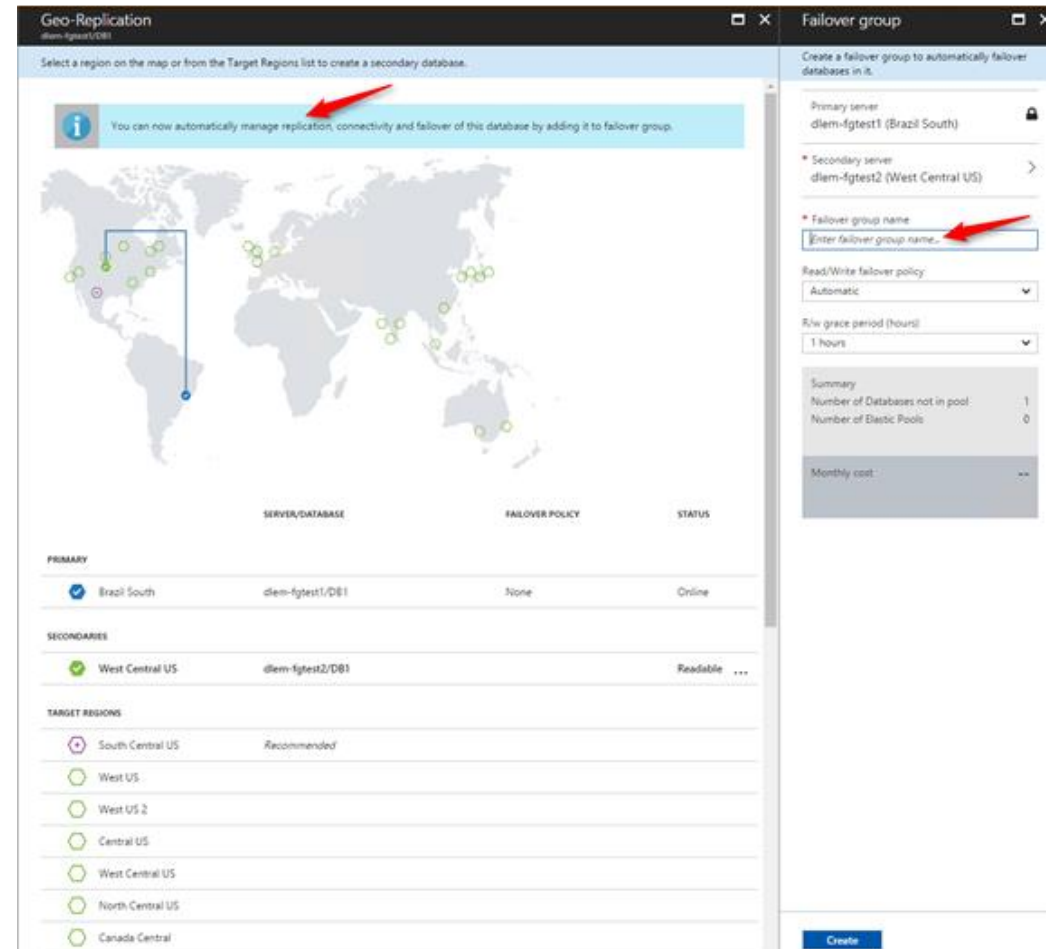 Geo-Replication
dlem-fgtest1/DB1
Select a region on the map or from the Target Regions list to create a secondary database.
You can now automatically manage replication, connectivity and failover of this database by adding it to failover group.
SERVER/DATABASE FAILOVER POLICY STATUS
PRIMARY
Brazil South dlem-fgtest1/DB1 None Online
SECONDARIES
West Central US dlem-fgtest2/DB1 Readable ...
TARGET REGIONS
South Central US Recommended
West US
West US 2
Central US
West Central US
North Central US
Canada Central
Failover group
Create a failover group to automatically failover
databases in it.
Primary server
dlem-fgtest1 (Brazil South)
* Secondary server
dlem-fgtest2 (West Central US)
* Failover group name
Enter failover group name..
Read/Write failover policy
Automatic
R/w grace period (hours)
1 hours
Summary
Number of Databases not in pool 1
Number of Elastic Pools 0
Monthly cost --
Create